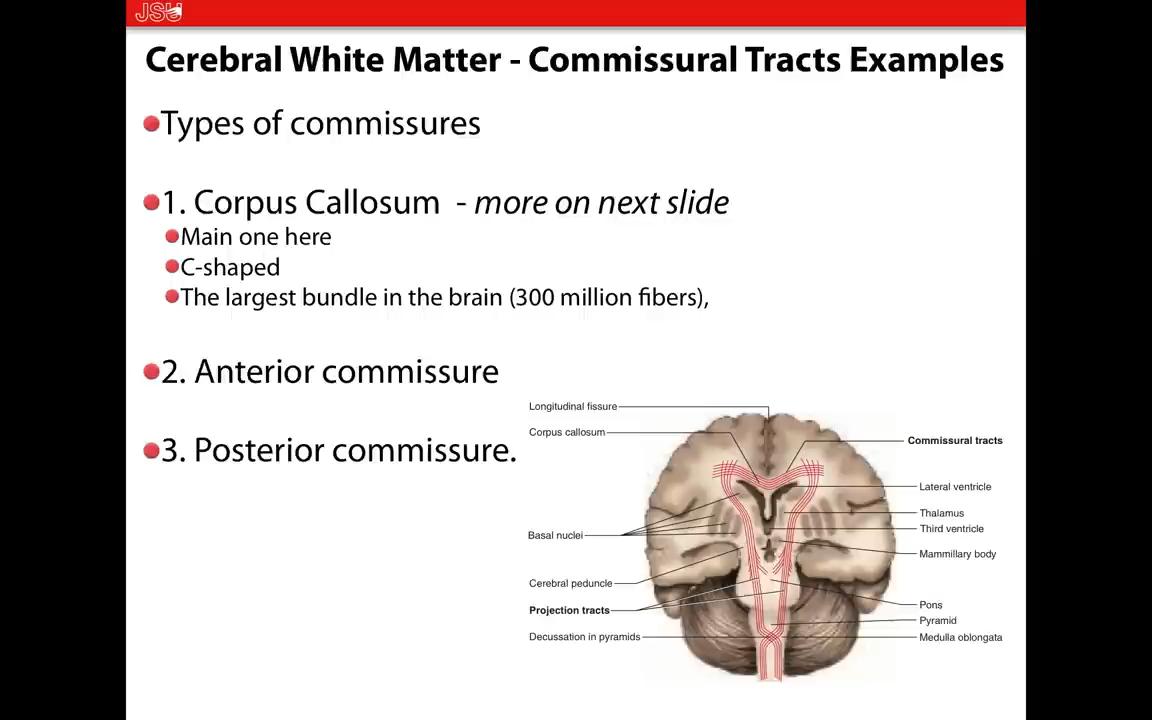 JSU
Cerebral White Matter - Commissural Tracts Examples
Types of commissures
1. Corpus Callosum - more on next slide
Main one here
C-shaped
The largest bundle in the brain (300 million fibers),
2. Anterior commissure
3. Posterior commissure.
Longitudinal fissure
Corpus callosum
Basal nuclei
Cerebral peduncle
Projection tracts
Decussation in pyramids
Commissural tracts
Lateral ventricle
Thalamus
Third ventricle
Mammillary body
Pons
Pyramid
Medulla oblongata